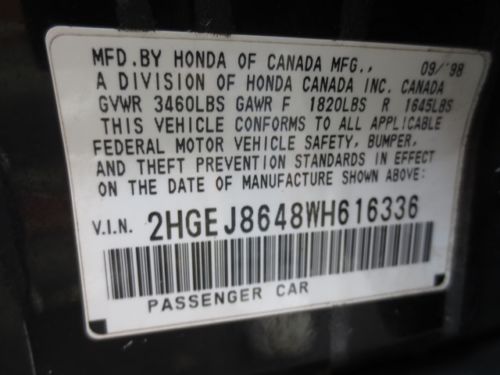 MFD.BY HONDA OF CANADA MFG., 09/'98
A DIVISION OF HONDA CANADA INC. CANADA
GVWR 3460LBS GAWR F 1820LBS R 1645LBS
THIS VEHICLE CONFORMS TO ALL APPLICABLE
FEDERAL MOTOR VEHICLE SAFETY, BUMPER,
AND THEFT PREVENTION STANDARDS IN EFFECT
ON THE DATE OF MANUFACTURE SHOWN ABOVE:
V.I.N. 2HGEJ8648WH616336
PASSENGER CAR